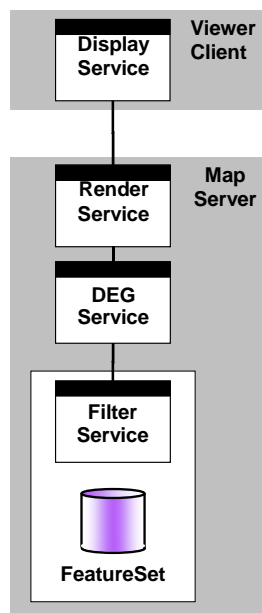 Viewer
Client
Display
Service
Map
Server
Render
Service
DEG
Service
Filter
Service
FeatureSet